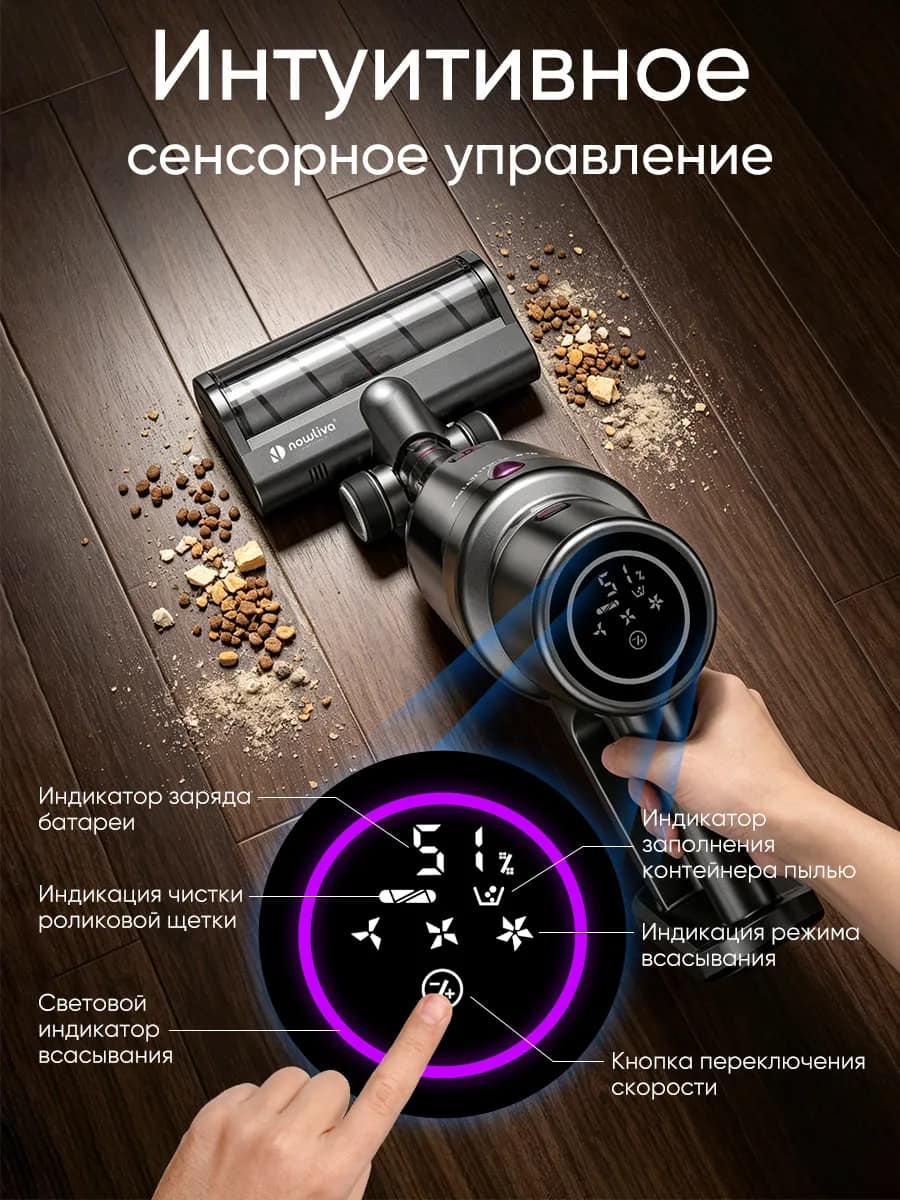 Интуитивное
сенсорное управление
nowliva
51%
Индикатор заряда
батареи
51%
Индикатор
заполнения
контейнера пылью
Индикация чистки
роликовой щетки
Индикация режима
всасывания
-/+
Световой
индикатор
всасывания
Кнопка переключения
скорости